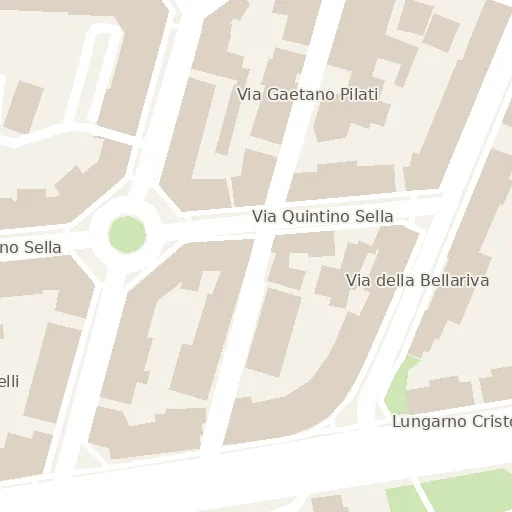 Via Gaetano Pilati
Via Quintino Sella
no Sella
Via della Bellariva
elli
Lungarno Cristo